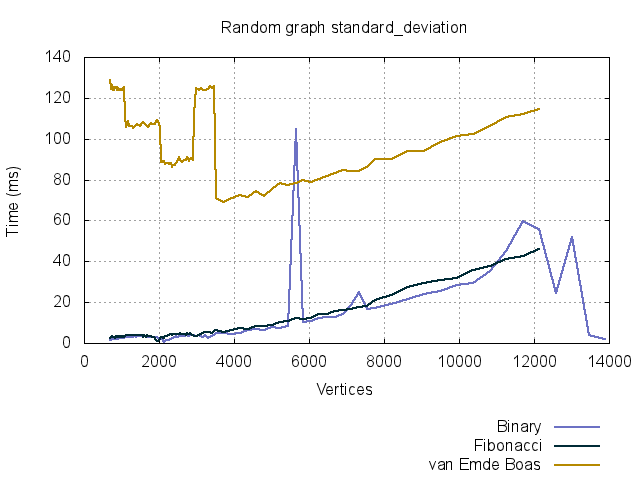 Random graph standard_deviation
140
120
100
80
60
40
20
0
Time (ms)
0 2000 4000 6000 8000 10000 12000 14000
Vertices
Binary
Fibonacci
van Emde Boas